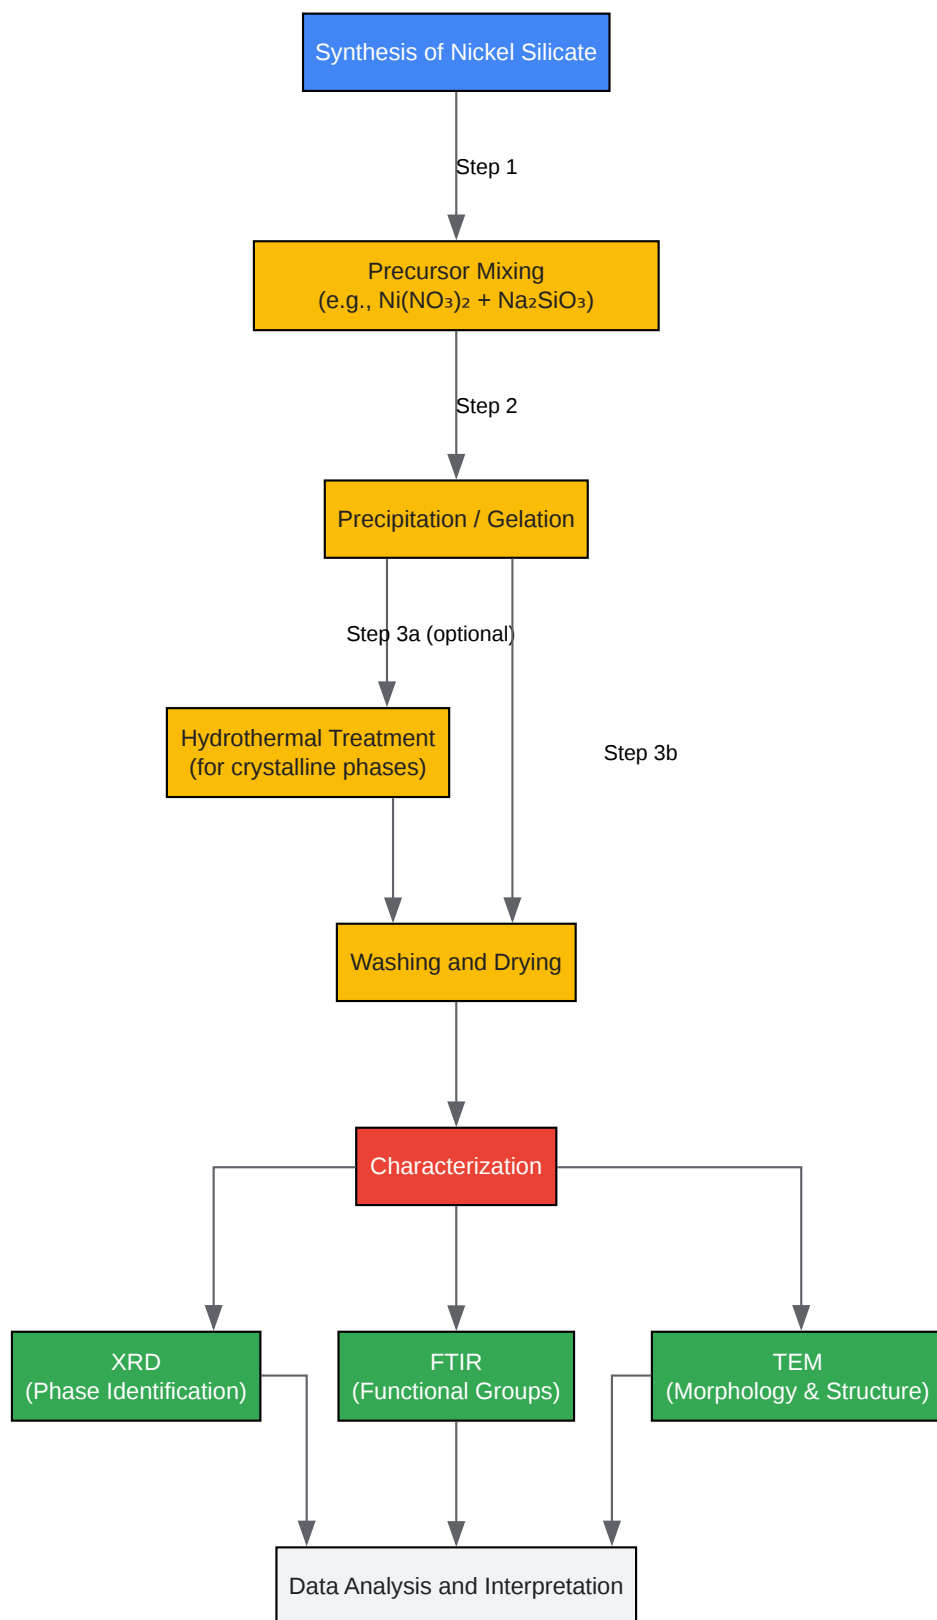 Synthesis of Nickel Silicate
Step 1
Precursor Mixing
(e.g., Ni(NO₃)₂ + Na₂SiO₃)
Step 2
Precipitation / Gelation
Step 3a (optional)
Hydrothermal Treatment
(for crystalline phases)
Step 3b
Washing and Drying
Characterization
XRD
(Phase Identification)
FTIR
(Functional Groups)
TEM
(Morphology & Structure)
Data Analysis and Interpretation